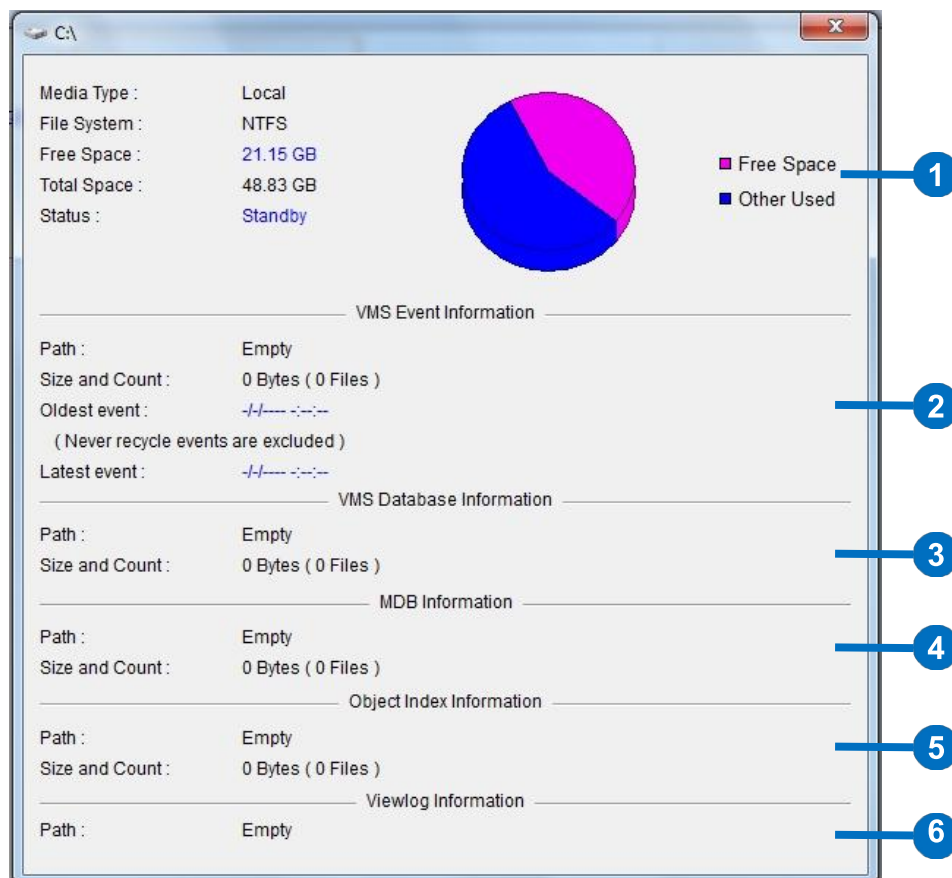 C:\
X
Media Type : Local
File System : NTFS
Free Space : 21.15 GB
Total Space : 48.83 GB
Status : Standby
Free Space
1
Other Used
VMS Event Information
Path : Empty
Size and Count : 0 Bytes ( 0 Files )
Oldest event : -/-/---- -:--:--
2
( Never recycle events are excluded )
Latest event : -/-/---- -:--:--
VMS Database Information
Path : Empty
Size and Count : 0 Bytes ( 0 Files )
3
MDB Information
Path : Empty
Size and Count : 0 Bytes ( 0 Files )
4
Object Index Information
Path : Empty
Size and Count : 0 Bytes ( 0 Files )
5
Viewlog Information
Path : Empty
6